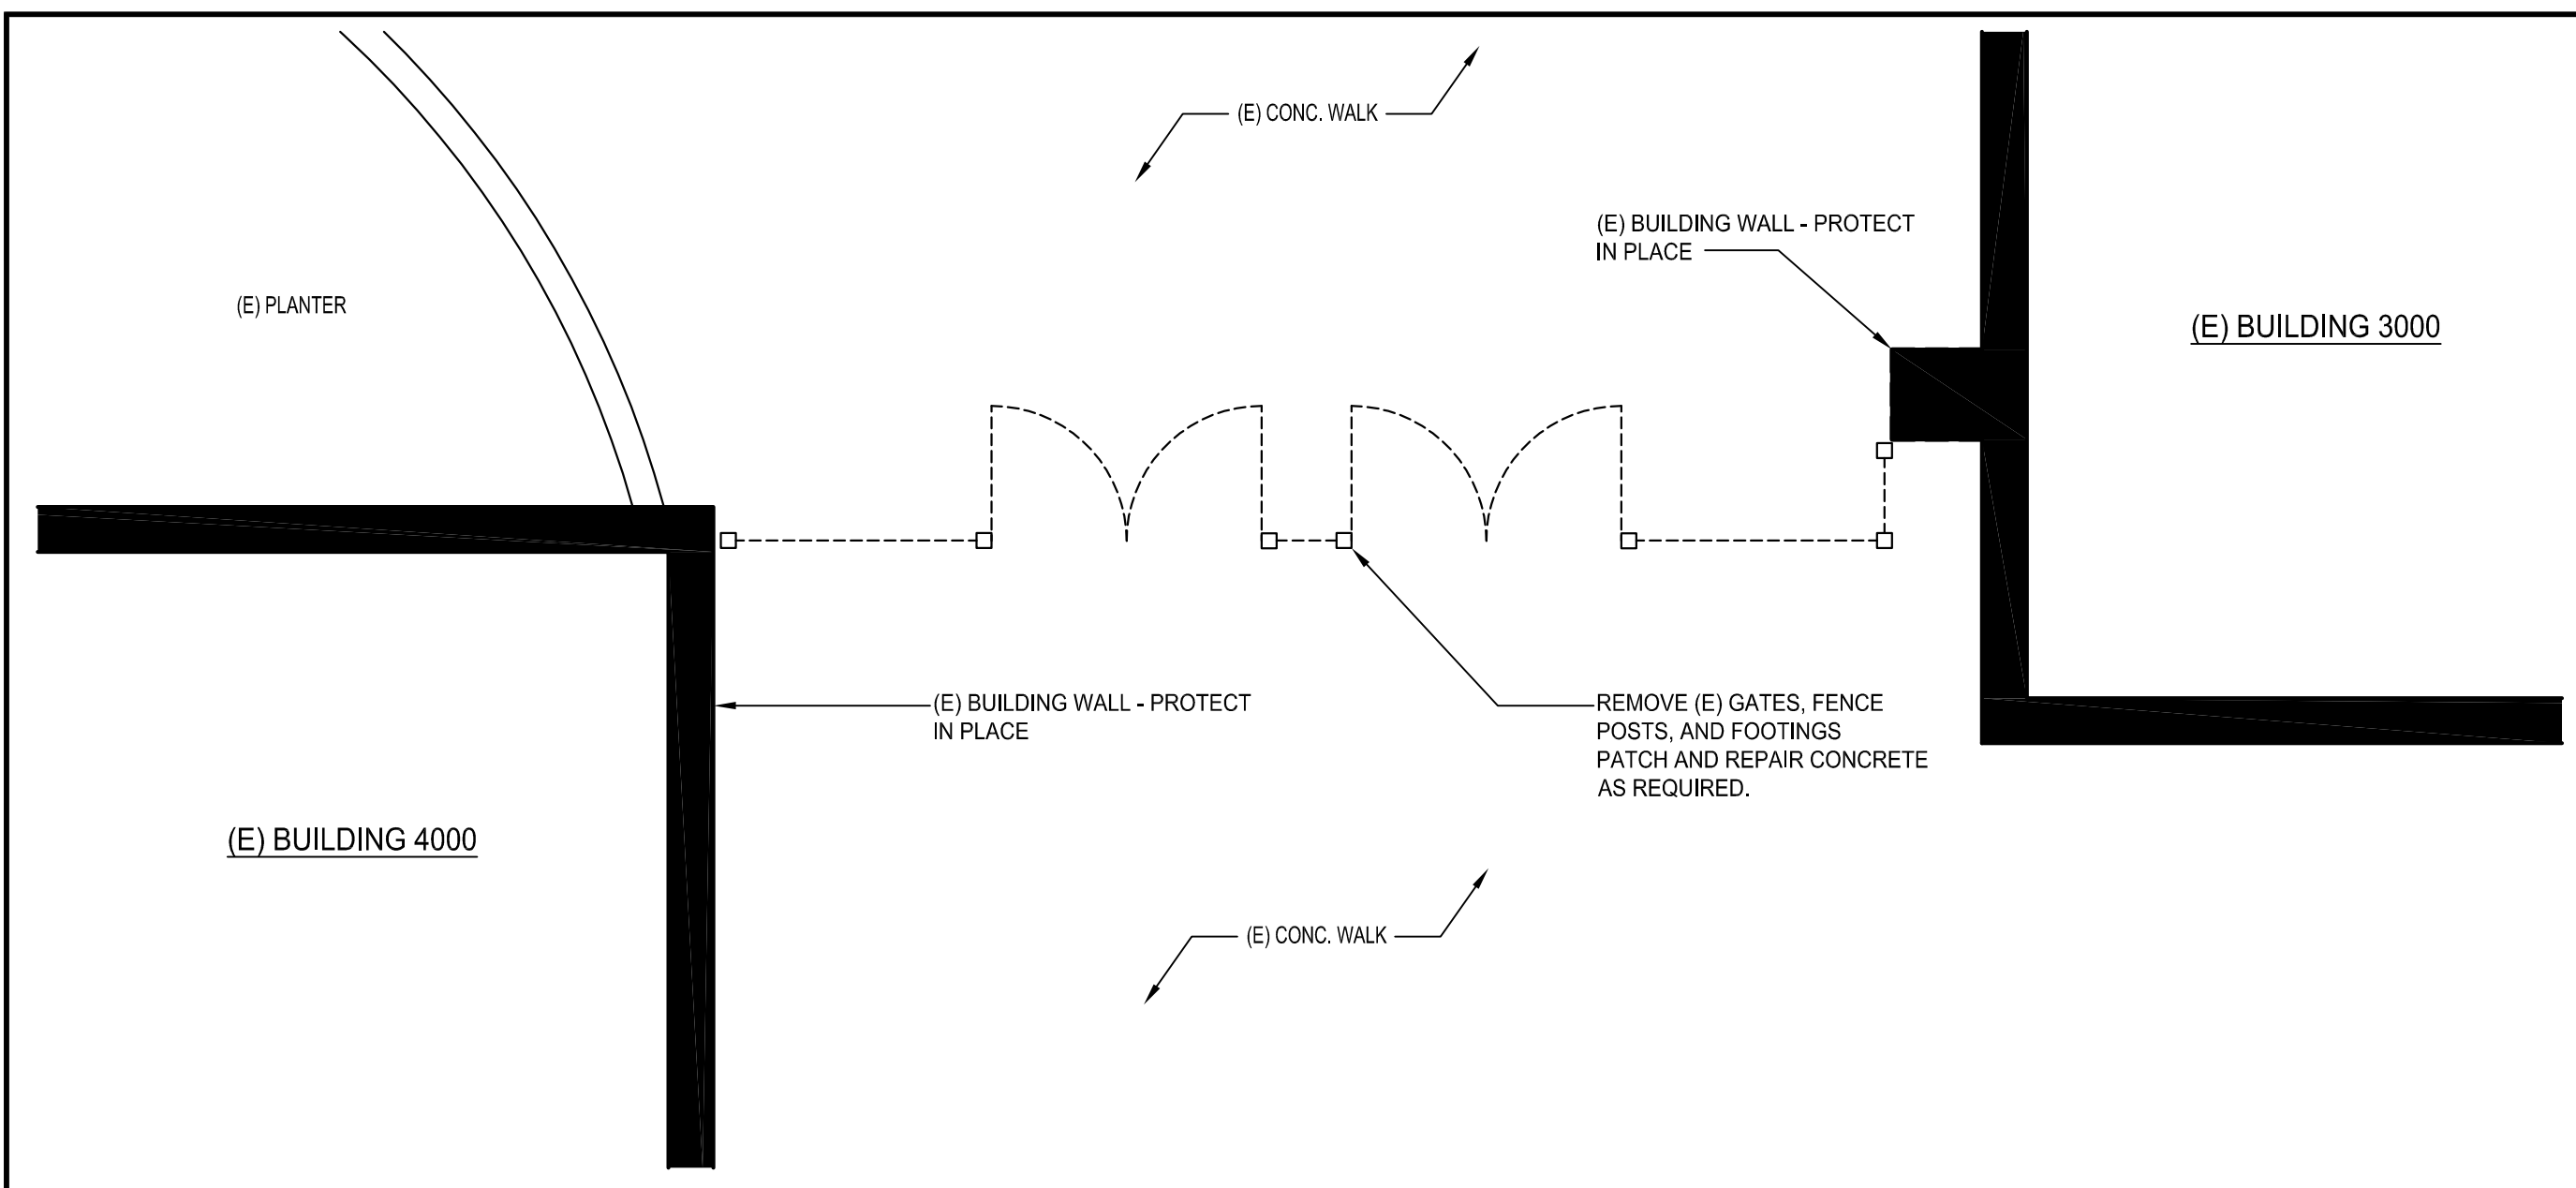 (E) CONC. WALK
(E) BUILDING WALL - PROTECT
IN PLACE
(E) PLANTER
(E) BUILDING 3000
(E) BUILDING WALL - PROTECT
IN PLACE
REMOVE (E) GATES, FENCE
POSTS, AND FOOTINGS
PATCH AND REPAIR CONCRETE
AS REQUIRED.
(E) BUILDING 4000
(E) CONC. WALK